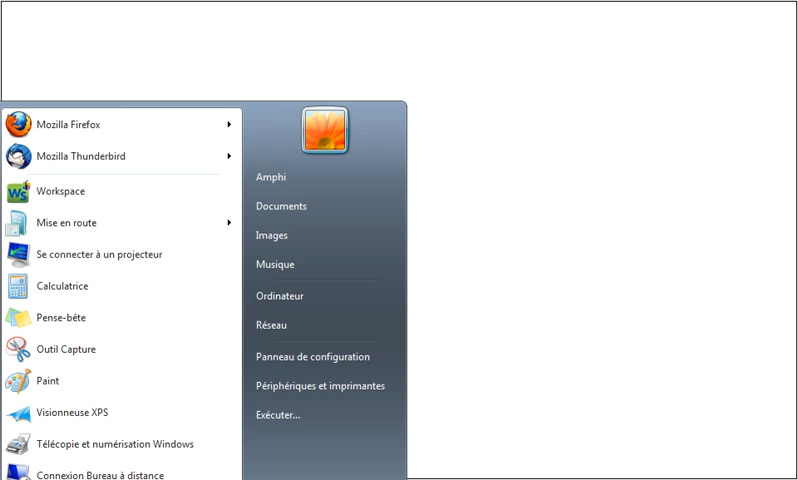 Mozilla Firefox
Mozilla Thunderbird
Workspace
Mise en route
Se connecter à un projecteur
Calculatrice
Pense-bête
Outil Capture
Paint
Visionneuse XPS
Télécopie et numérisation Windows
Connexion Bureau à distance
Amphi
Documents
Images
Musique
Ordinateur
Réseau
Panneau de configuration
Périphériques et imprimantes
Exécuter...